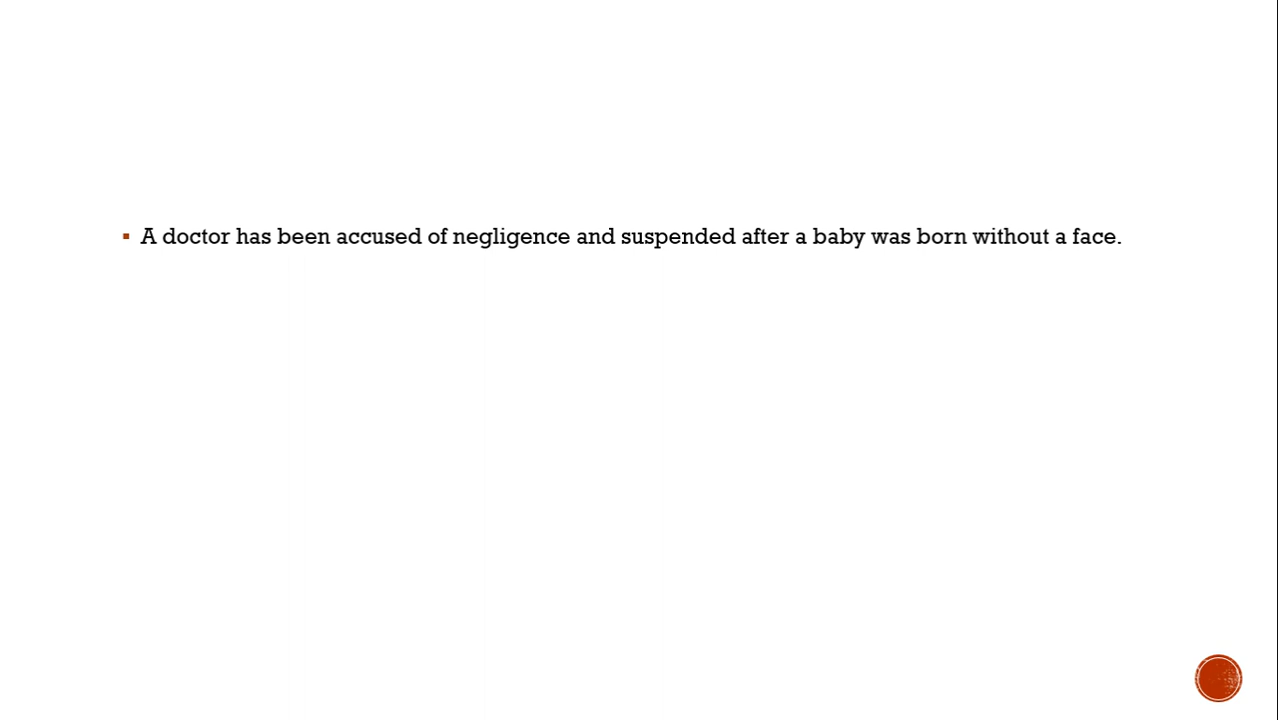 ▪ A doctor has been accused of negligence and suspended after a baby was born without a face.